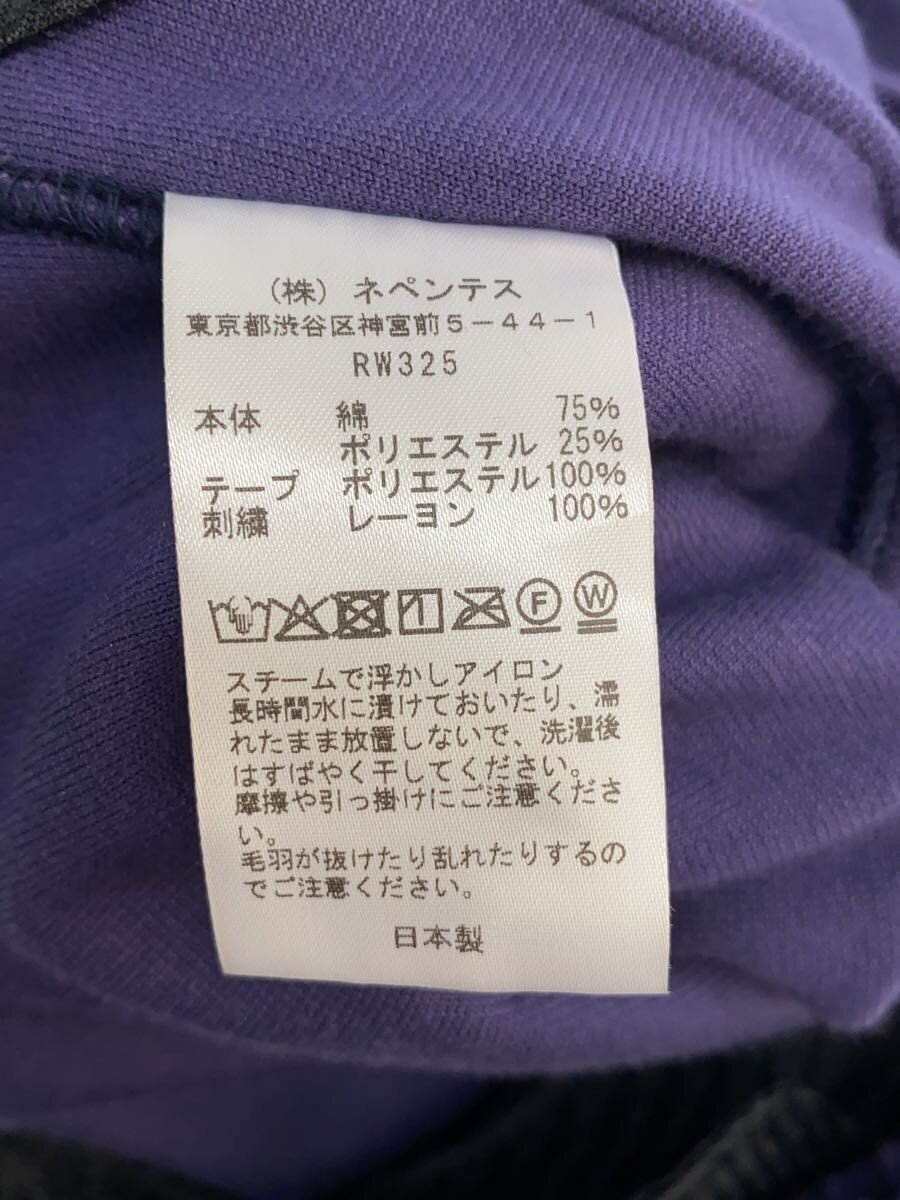 (株) ネペンテス
東京都渋谷区神宮前5-44-1
RW325
本体 綿 75%
ポリエステル 25%
テープ ポリエステル 100%
刺繍 レーヨン 100%
F W
スチームで浮かしアイロン
長時間水に漬けておいたり、濡
れたまま放置しないで、洗濯後
はすばやく干してください。
摩擦や引っ掛けにご注意くださ
い。
毛羽が抜けたり乱れたりするの
でご注意ください。
日本製